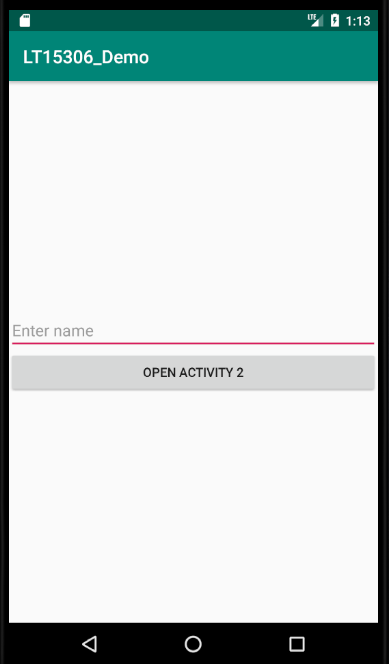 LTE 1:13
LT15306_Demo
Enter name
OPEN ACTIVITY 2